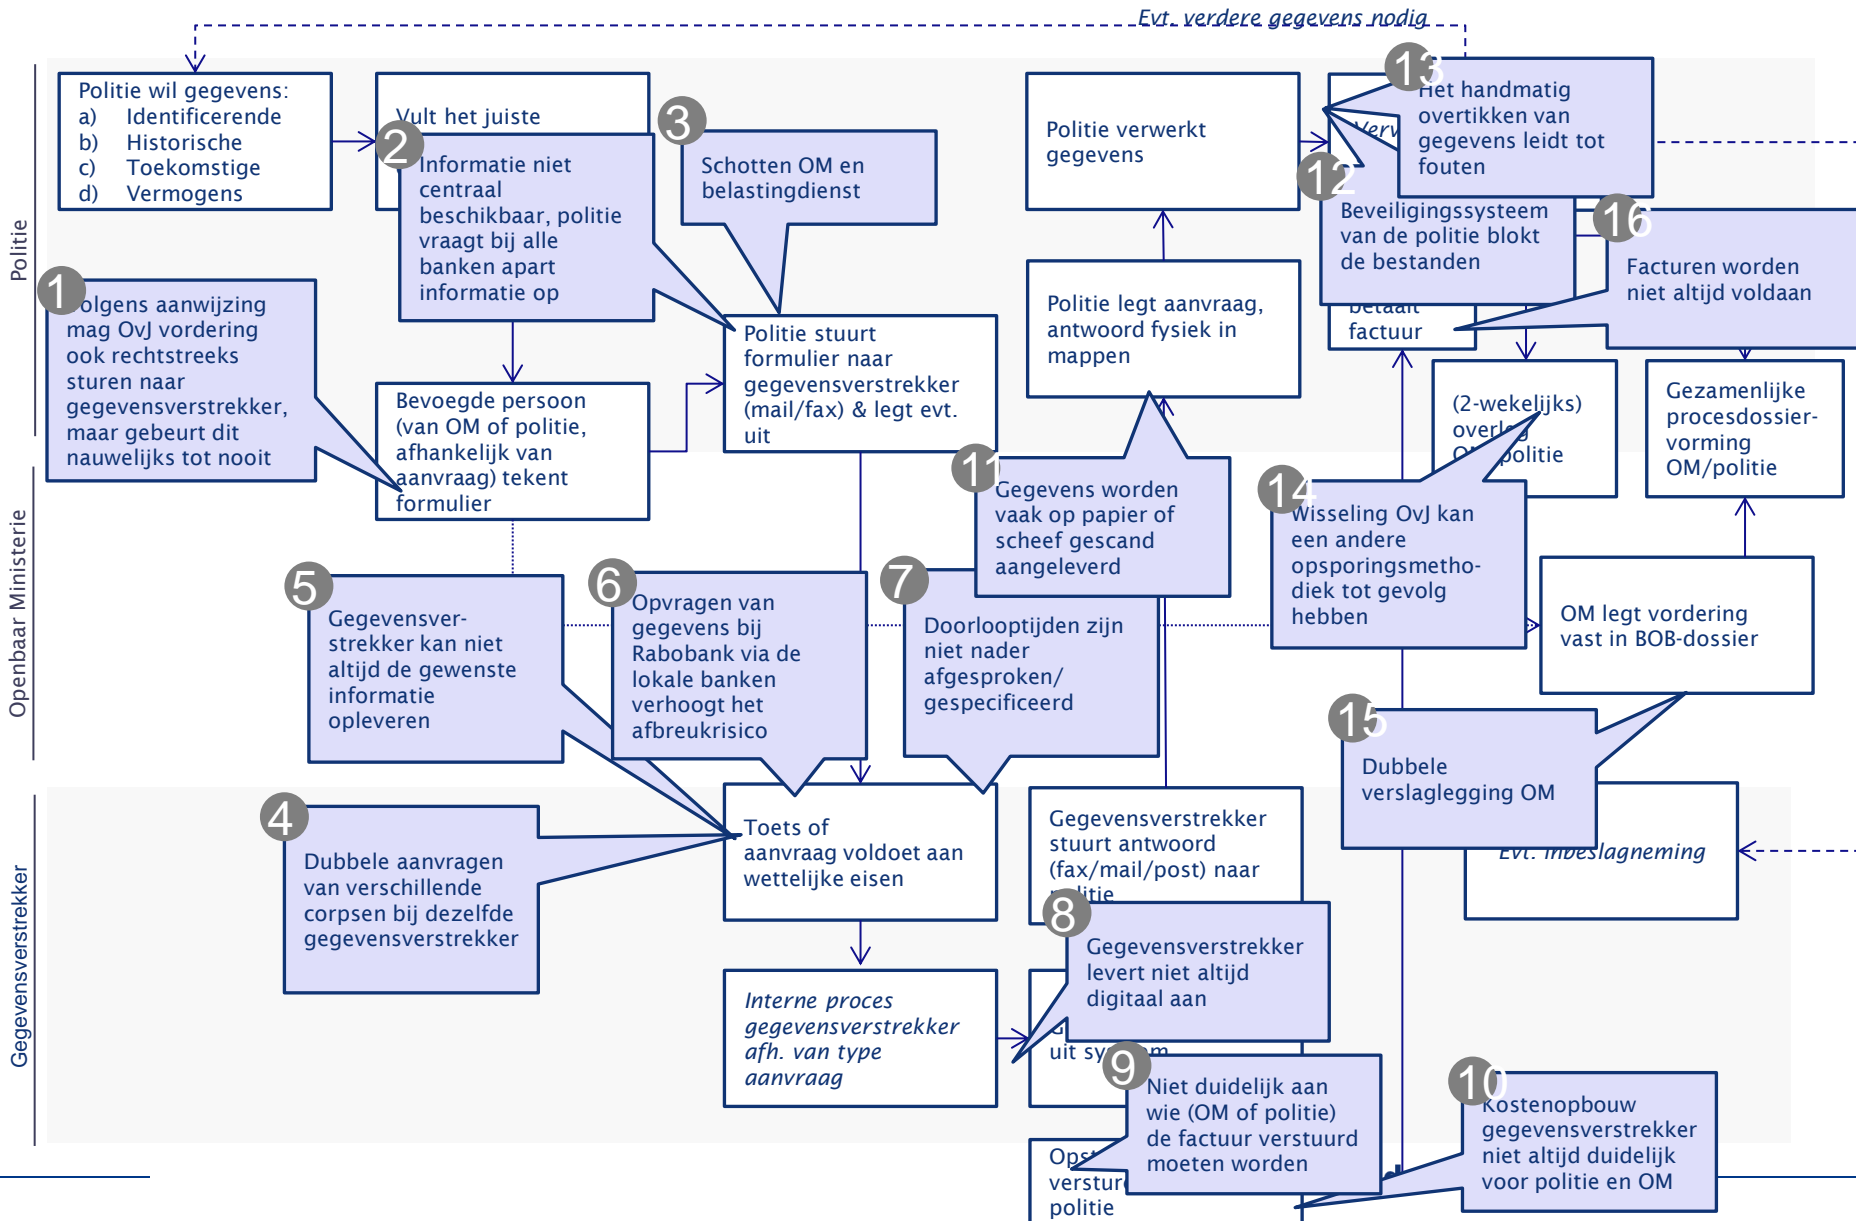 Evt. verdere gegevens nodig
Politie
Openbaar Ministerie
Gegevensverstrekker
Politie wil gegevens:
a) Identificerende
b) Historische
c) Toekomstige
d) Vermogens
Vult het juiste
2
Informatie niet
centraal
beschikbaar, politie
vraagt bij alle
banken apart
informatie op
3
Schotten OM en
belastingdienst
1
olgens aanwijzing
mag OvJ vordering
ook rechtstreeks
sturen naar
gegevensverstrekker,
maar gebeurt dit
nauwelijks tot nooit
Bevoegde persoon
(van OM of politie,
afhankelijk van
aanvraag) tekent
formulier
Politie stuurt
formulier naar
gegevensverstrekker
(mail/fax) & legt evt.
uit
Politie verwerkt
gegevens
Politie legt aanvraag,
antwoord fysiek in
mappen
13
Het handmatig
overtikken van
gegevens leidt tot
fouten
12
Beveiligingssysteem
van de politie blokt
de bestanden
betaalt
factuur
16
Facturen worden
niet altijd voldaan
(2-wekelijks)
overleg
politie
Gezamenlijke
procesdossier-
vorming
OM/politie
11
Gegevens worden
vaak op papier of
scheef gescand
aangeleverd
14
Wisseling OvJ kan
een andere
opsporingsmetho-
diek tot gevolg
hebben
OM legt vordering
vast in BOB-dossier
5
Gegevensver-
strekker kan niet
altijd de gewenste
informatie
opleveren
6
Opvragen van
gegevens bij
Rabobank via de
lokale banken
verhoogt het
afbreukrisico
7
Doorlooptijden zijn
niet nader
afgesproken/
gespecificeerd
15
Dubbele
verslaglegging OM
Evt. inbeslagneming
4
Dubbele aanvragen
van verschillende
corpsen bij dezelfde
gegevensverstrekker
Toets of
aanvraag voldoet aan
wettelijke eisen
Gegevensverstrekker
stuurt antwoord
(fax/mail/post) naar
politie
8
Gegevensverstrekker
levert niet altijd
digitaal aan
Interne proces
gegevensverstrekker
afh. van type
aanvraag
uit systeem
9
Niet duidelijk aan
wie (OM of politie)
de factuur verstuurd
moeten worden
10
Kostenopbouw
gegevensverstrekker
niet altijd duidelijk
voor politie en OM
politie